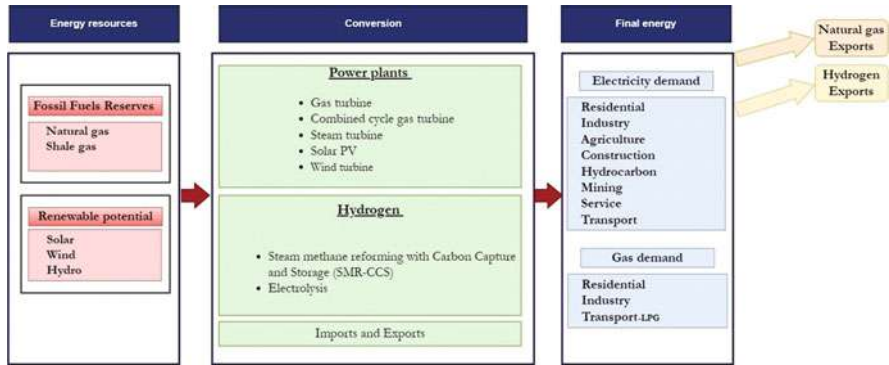 Energy resources
Fossil Fuels Reserves
Natural gas
Shale gas
Renewable potential
Solar
Wind
Hydro
Conversion
Power plants
• Gas turbine
• Combined cycle gas turbine
• Steam turbine
• Solar PV
• Wind turbine
Hydrogen
• Steam methane reforming with Carbon Capture
and Storage (SMR-CCS)
• Electrolysis
Imports and Exports
Final energy
Electricity demand
Residential
Industry
Agriculture
Construction
Hydrocarbon
Mining
Service
Transport
Gas demand
Residential
Industry
Transport-LPG
Natural gas
Exports
Hydrogen
Exports